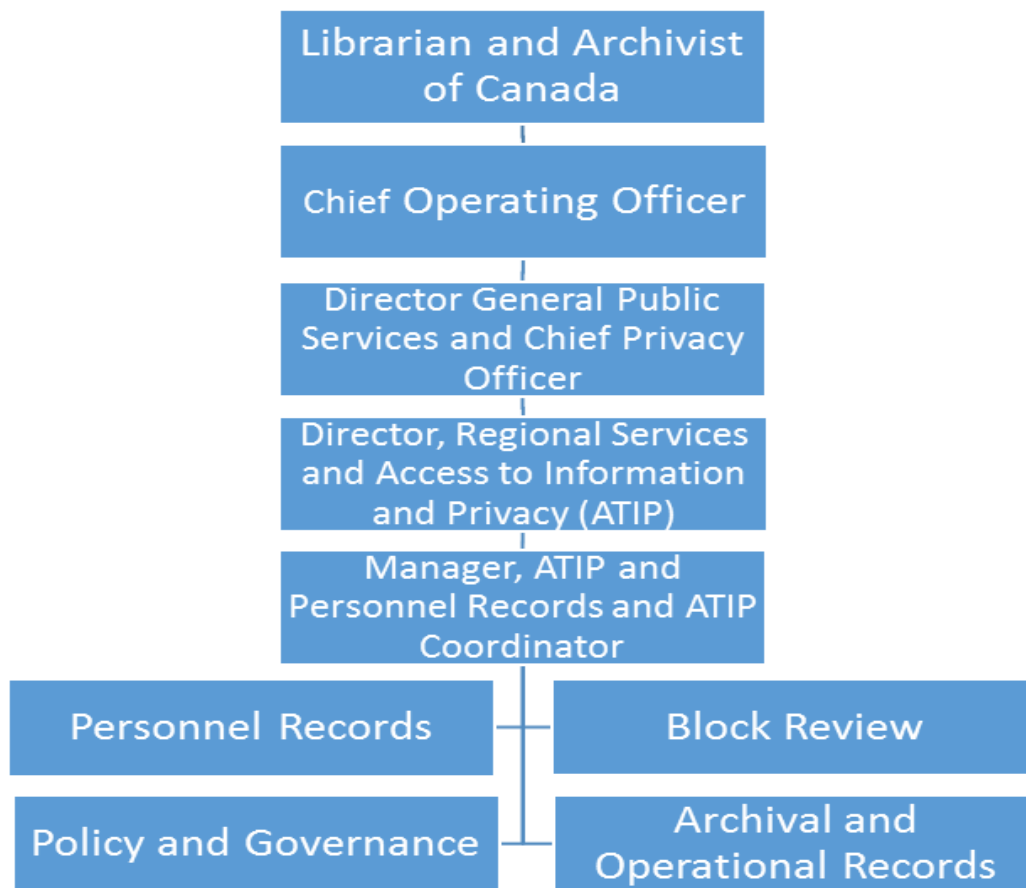 Librarian and Archivist
of Canada
Chief Operating Officer
Director General Public
Services and Chief Privacy
Officer
Director, Regional Services
and Access to Information
and Privacy (ATIP)
Manager, ATIP and
Personnel Records and ATIP
Coordinator
Personnel Records
Block Review
Policy and Governance
Archival and
Operational Records